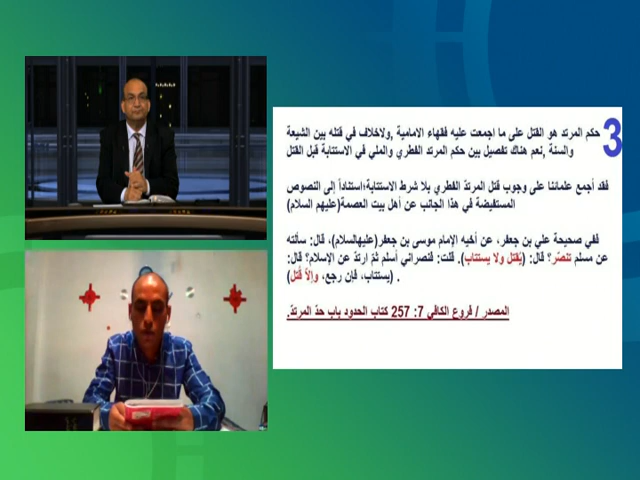 3
حكم المرتد هو القتل على ما اجمعت عليه فقهاء الامامية ,ولاخلاف في قتله بين الشيعة
والسنة ,نعم هناك تفصيل بين حكم المرتد الفطري والملي في الاستتابة قبل القتل
فقد أجمع علمائنا على وجوب قتل المرتدّ الفطري بلا شرط الاستتابة؛استناداً إلى النصوص
المستفيضة في هذا الجانب عن أهل بيت العصمة(عليهم السلام)
ففي صحيحة علي بن جعفر، عن أخيه الإمام موسى بن جعفر(عليهالسلام)، قال: سألته
عن مسلم تنصّر؟ قال: (يُقتل ولا يستتاب). قلت: فنصراني أسلم ثمّ ارتدّ عن الإسلام؟ قال:
(يستتاب، فإن رجع، وإلاّ قُتل) .
المصدر / فروع الكافي 7: 257 كتاب الحدود باب حدّ المرتدّ.